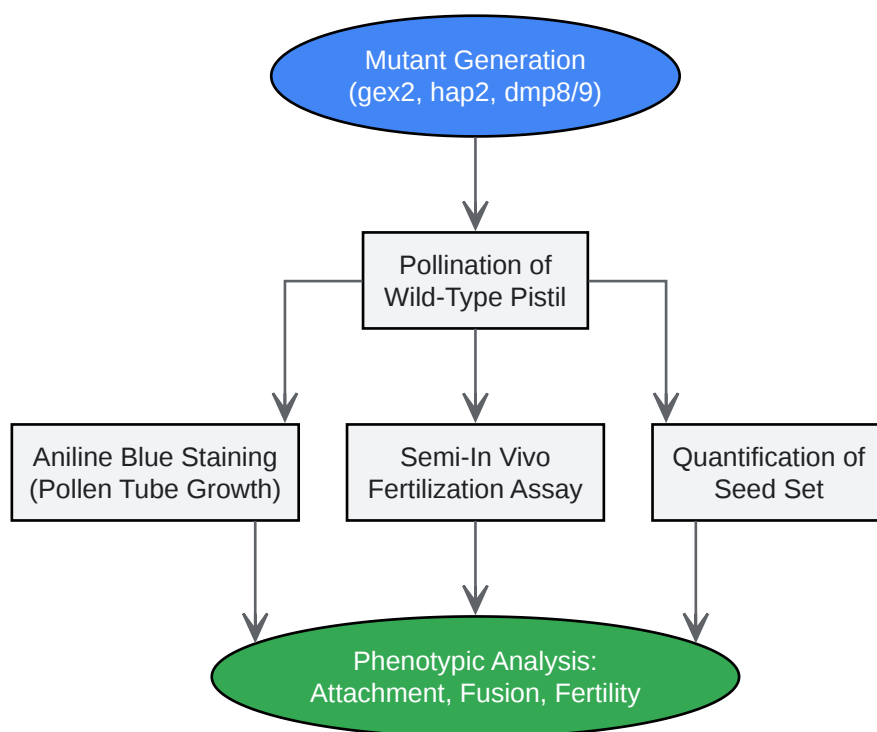 Mutant Generation
(gex2, hap2, dmp8/9)
Pollination of
Wild-Type Pistil
Aniline Blue Staining
(Pollen Tube Growth)
Semi-In Vivo
Fertilization Assay
Quantification of
Seed Set
Phenotypic Analysis:
Attachment, Fusion, Fertility